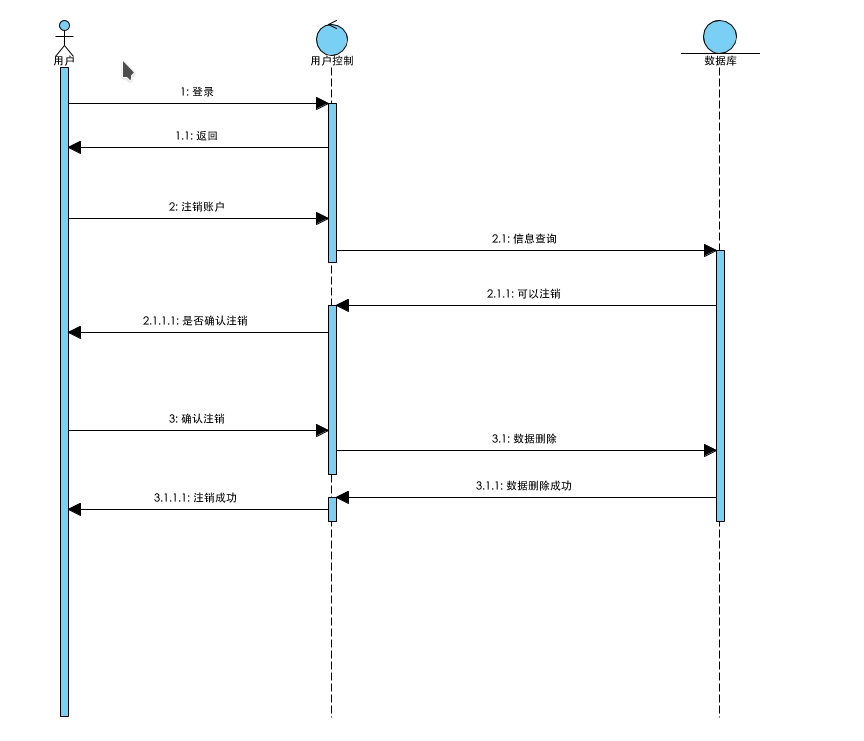 用户
用户控制
数据库
1: 登录
1.1: 返回
2: 注销账户
2.1: 信息查询
2.1.1: 可以注销
2.1.1.1: 是否确认注销
3: 确认注销
3.1: 数据删除
3.1.1: 数据删除成功
3.1.1.1: 注销成功